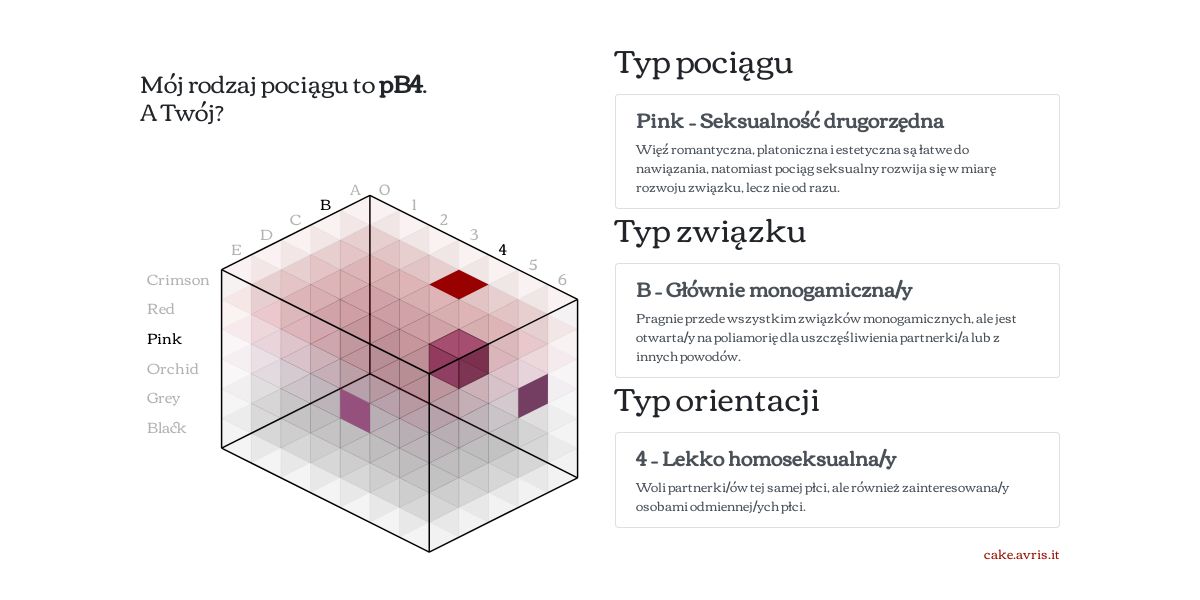 Mój rodzaj pociągu to pB4.
A Twój?
A
O
B
1
C
2
D
3
E
4
5
6
Crimson
Red
Pink
Orchid
Grey
Black
Typ pociągu
Pink – Seksualność drugorzędna
Więź romantyczna, platoniczna i estetyczna są łatwe do
nawiązania, natomiast pociąg seksualny rozwija się w miarę
rozwoju związku, lecz nie od razu.
Typ związku
B – Głównie monogamiczna/y
Pragnie przede wszystkim związków monogamicznych, ale jest
otwarta/y na poliamorię dla uszczęśliwienia partnerki/a lub z
innych powodów.
Typ orientacji
4 – Lekko homoseksualna/y
Woli partnerki/ów tej samej płci, ale również zainteresowana/y
osobami odmiennej/ych płci.
cake.avris.it